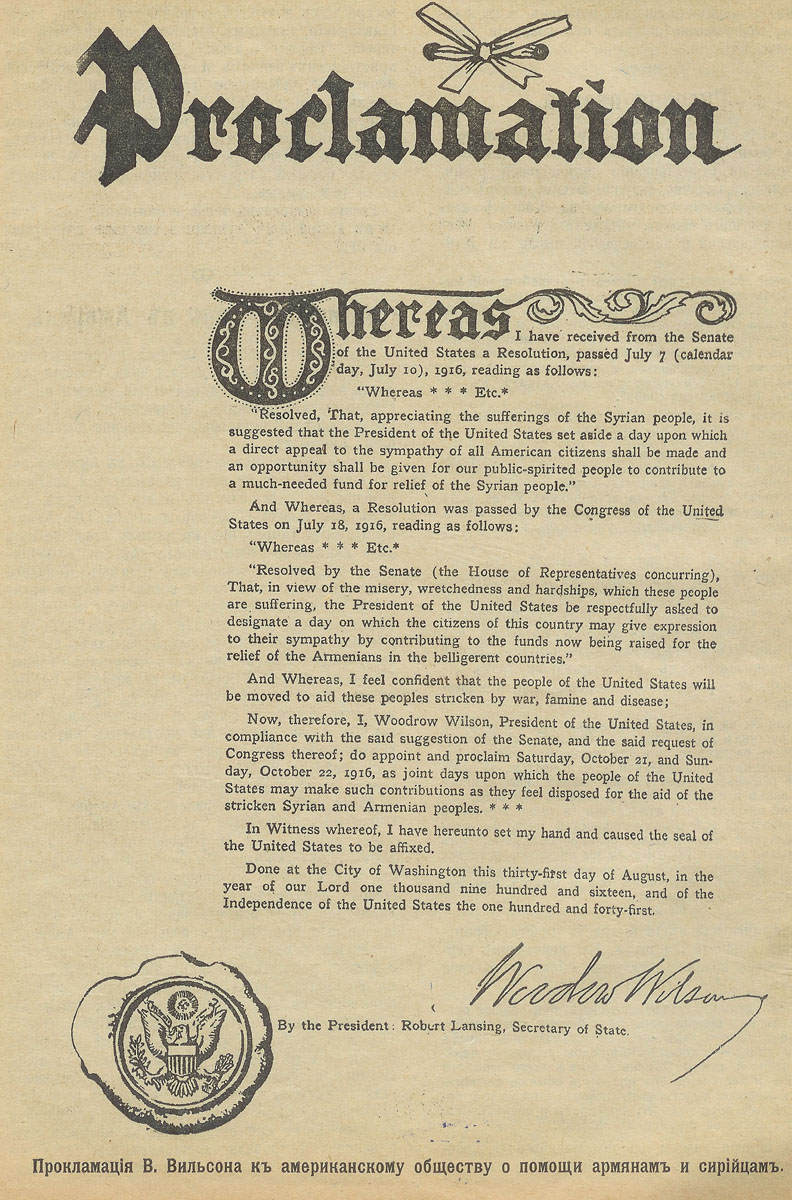 Proclamation
Whereas I have received from the Senate
of the United States a Resolution, passed July 7 (calendar
day, July 10), 1916, reading as follows:
"Whereas * * * Etc.*
"Resolved, That, appreciating the sufferings of the Syrian people, it is
suggested that the President of the United States set aside a day upon which
a direct appeal to the sympathy of all American citizens shall be made and
an opportunity shall be given for our public-spirited people to contribute to
a much-needed fund for relief of the Syrian people."
And Whereas, a Resolution was passed by the Congress of the United
States on July 18, 1916, reading as follows:
"Whereas * * * Etc.*
"Resolved by the Senate (the House of Representatives concurring),
That, in view of the misery, wretchedness and hardships, which these people
are suffering, the President of the United States be respectfully asked to
designate a day on which the citizens of this country may give expression
to their sympathy by contributing to the funds now being raised for the
relief of the Armenians in the belligerent countries."
And Whereas, I feel confident that the people of the United States will
be moved to aid these peoples stricken by war, famine and disease;
Now, therefore, I, Woodrow Wilson, President of the United States, in
compliance with the said suggestion of the Senate, and the said request of
Congress thereof; do appoint and proclaim Saturday, October 21, and Sun-
day, October 22, 1916, as joint days upon which the people of the United
States may make such contributions as they feel disposed for the aid of the
stricken Syrian and Armenian peoples. * * *
In Witness whereof, I have hereunto set my hand and caused the seal of
the United States to be affixed.
Done at the City of Washington this thirty-first day of August, in the
year of our Lord one thousand nine hundred and sixteen, and of the
Independence of the United States the one hundred and forty-first.
Woodrow Wilson
By the President: Robert Lansing, Secretary of State.
Прокламація В. Вильсона къ американскому обществу о помощи армянамъ и сирійцамъ.